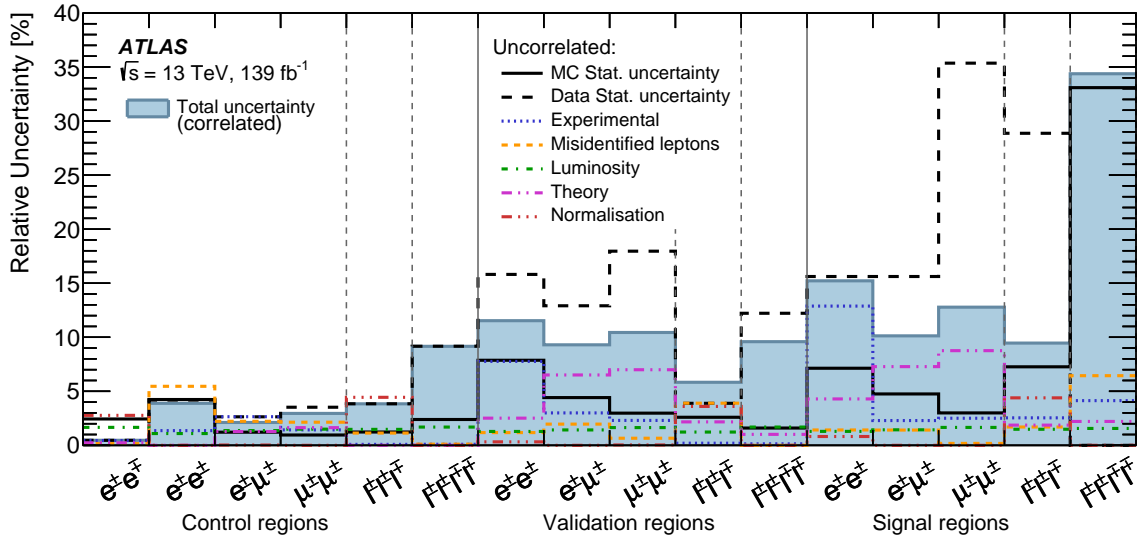 Relative Uncertainty [%]
40
35
30
25
20
15
10
5
0
ATLAS
√s = 13 TeV, 139 fb⁻¹
Total uncertainty
(correlated)
Uncorrelated:
MC Stat. uncertainty
Data Stat. uncertainty
Experimental
Misidentified leptons
Luminosity
Theory
Normalisation
e±e∓ e±e± e±μ± μ±μ± l±l±l∓ l±l±l∓l∓ e±e± e±μ± μ±μ± l±l±l∓ l±l±l∓l∓ e±e± e±μ± μ±μ± l±l±l∓ l±l±l∓l∓
Control regions Validation regions Signal regions